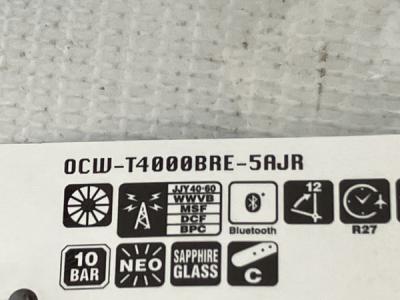 OCW-T4000BRE-5AJR
JJY40•60
WWVB
MSF
DCF
BPC
Bluetooth
12
R27
10
BAR
NEO
SAPPHIRE
GLASS
C